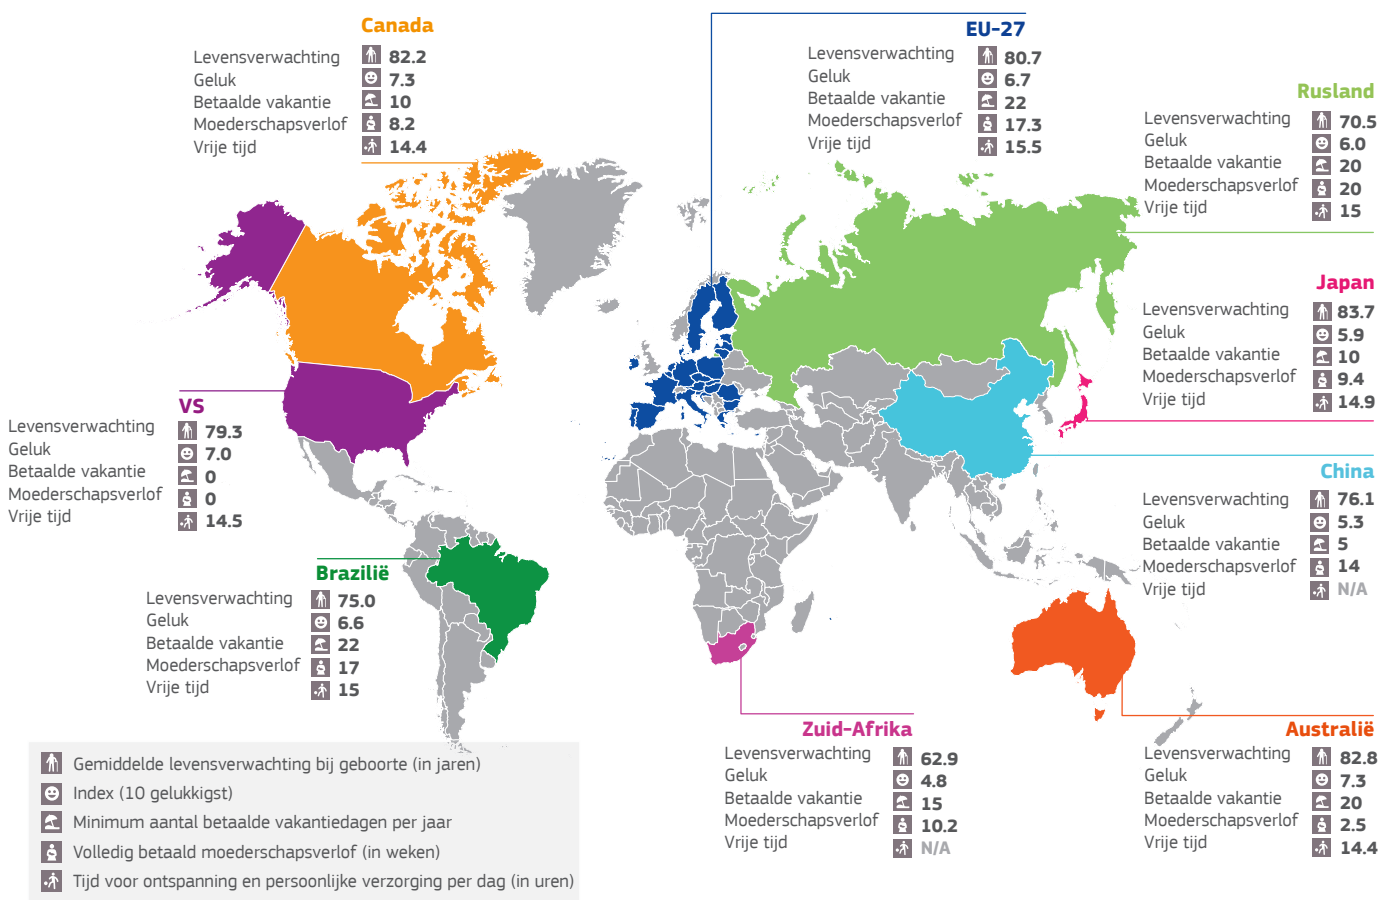 Canada
Levensverwachting 82.2
Geluk 7.3
Betaalde vakantie 10
Moederschapsverlof 8.2
Vrije tijd 14.4
EU-27
Levensverwachting 80.7
Geluk 6.7
Betaalde vakantie 22
Moederschapsverlof 17.3
Vrije tijd 15.5
Rusland
Levensverwachting 70.5
Geluk 6.0
Betaalde vakantie 20
Moederschapsverlof 20
Vrije tijd 15
Japan
Levensverwachting 83.7
Geluk 5.9
Betaalde vakantie 10
Moederschapsverlof 9.4
Vrije tijd 14.9
VS
Levensverwachting 79.3
Geluk 7.0
Betaalde vakantie 0
Moederschapsverlof 0
Vrije tijd 14.5
China
Levensverwachting 76.1
Geluk 5.3
Betaalde vakantie 5
Moederschapsverlof 14
Vrije tijd N/A
Brazilië
Levensverwachting 75.0
Geluk 6.6
Betaalde vakantie 22
Moederschapsverlof 17
Vrije tijd 15
Zuid-Afrika
Levensverwachting 62.9
Geluk 4.8
Betaalde vakantie 15
Moederschapsverlof 10.2
Vrije tijd N/A
Australië
Levensverwachting 82.8
Geluk 7.3
Betaalde vakantie 20
Moederschapsverlof 2.5
Vrije tijd 14.4
Gemiddelde levensverwachting bij geboorte (in jaren)
Index (10 gelukkigst)
Minimum aantal betaalde vakantiedagen per jaar
Volledig betaald moederschapsverlof (in weken)
Tijd voor ontspanning en persoonlijke verzorging per dag (in uren)